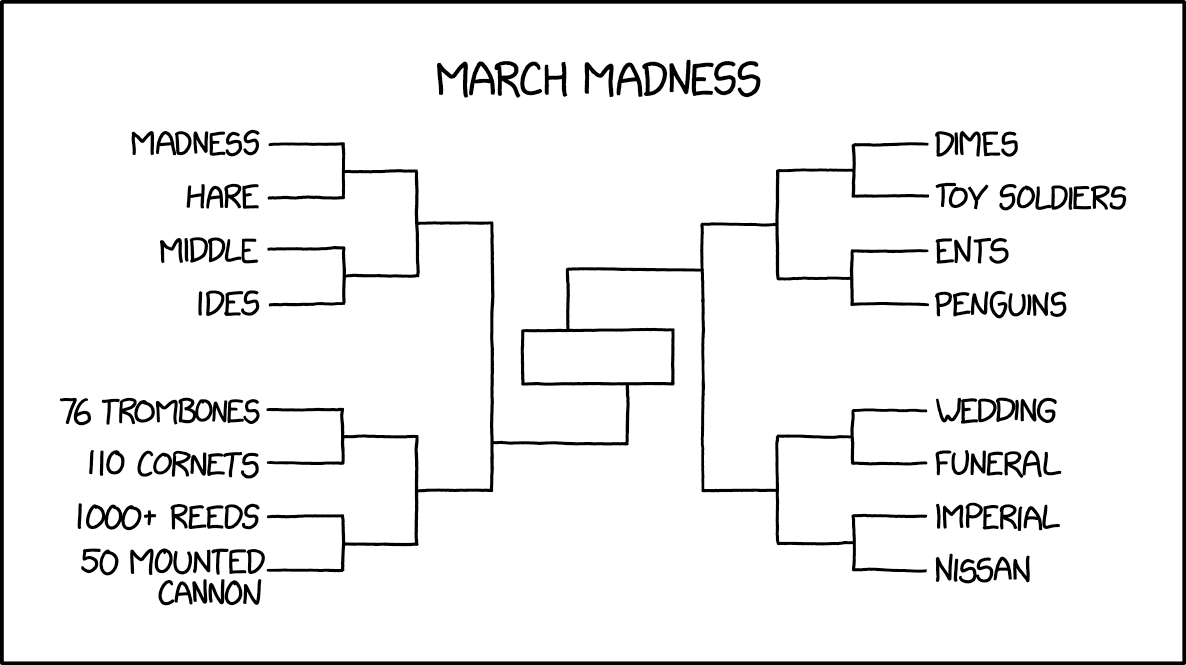 MARCH MADNESS
MADNESS
HARE
MIDDLE
IDES
76 TROMBONES
110 CORNETS
1000+ REEDS
50 MOUNTED
CANNON
DIMES
TOY SOLDIERS
ENTS
PENGUINS
WEDDING
FUNERAL
IMPERIAL
NISSAN